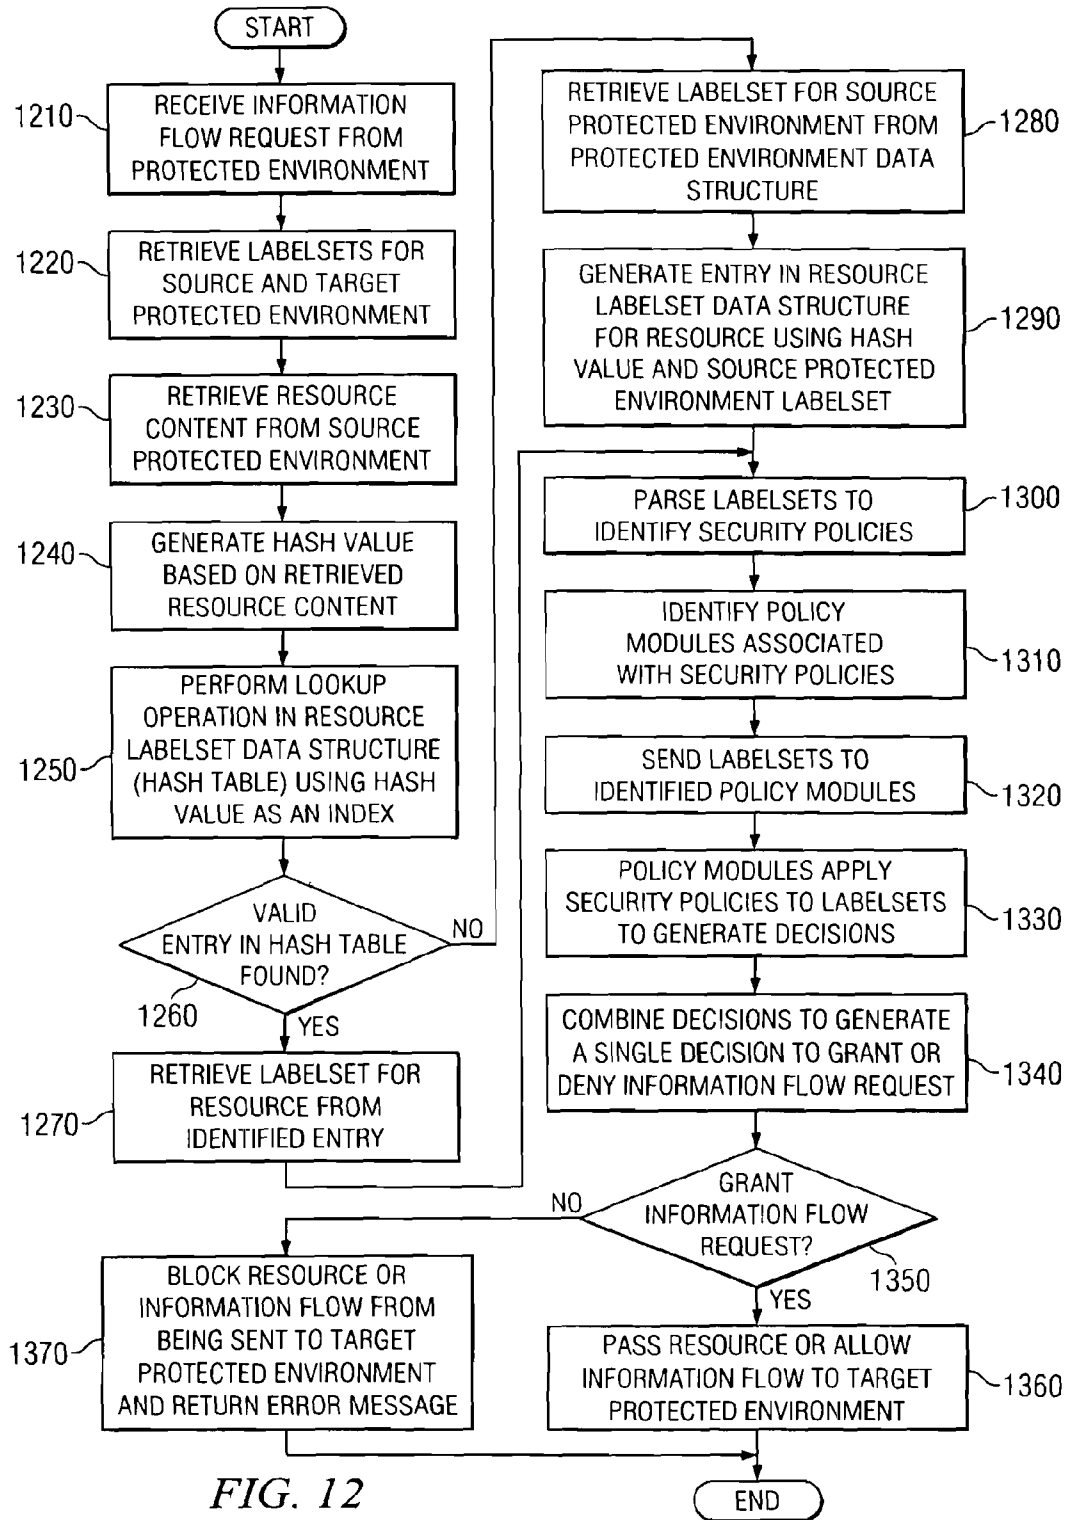 START
1210
RECEIVE INFORMATION
FLOW REQUEST FROM
PROTECTED ENVIRONMENT
1220
RETRIEVE LABELSETS FOR
SOURCE AND TARGET
PROTECTED ENVIRONMENT
1230
RETRIEVE RESOURCE
CONTENT FROM SOURCE
PROTECTED ENVIRONMENT
1240
GENERATE HASH VALUE
BASED ON RETRIEVED
RESOURCE CONTENT
1250
PERFORM LOOKUP
OPERATION IN RESOURCE
LABELSET DATA STRUCTURE
(HASH TABLE) USING HASH
VALUE AS AN INDEX
VALID
ENTRY IN HASH TABLE
FOUND?
NO
1260
YES
1270
RETRIEVE LABELSET FOR
RESOURCE FROM
IDENTIFIED ENTRY
RETRIEVE LABELSET FOR SOURCE
PROTECTED ENVIRONMENT FROM
PROTECTED ENVIRONMENT DATA
STRUCTURE
1280
GENERATE ENTRY IN RESOURCE
LABELSET DATA STRUCTURE
FOR RESOURCE USING HASH
VALUE AND SOURCE PROTECTED
ENVIRONMENT LABELSET
1290
PARSE LABELSETS TO
IDENTIFY SECURITY POLICIES
1300
IDENTIFY POLICY
MODULES ASSOCIATED
WITH SECURITY POLICIES
1310
SEND LABELSETS TO
IDENTIFIED POLICY MODULES
1320
POLICY MODULES APPLY
SECURITY POLICIES TO LABELSETS
TO GENERATE DECISIONS
1330
COMBINE DECISIONS TO GENERATE
A SINGLE DECISION TO GRANT OR
DENY INFORMATION FLOW REQUEST
1340
GRANT
INFORMATION FLOW
REQUEST?
NO
1350
YES
1370
BLOCK RESOURCE OR
INFORMATION FLOW FROM
BEING SENT TO TARGET
PROTECTED ENVIRONMENT
AND RETURN ERROR MESSAGE
PASS RESOURCE OR ALLOW
INFORMATION FLOW TO TARGET
PROTECTED ENVIRONMENT
1360
END
FIG. 12